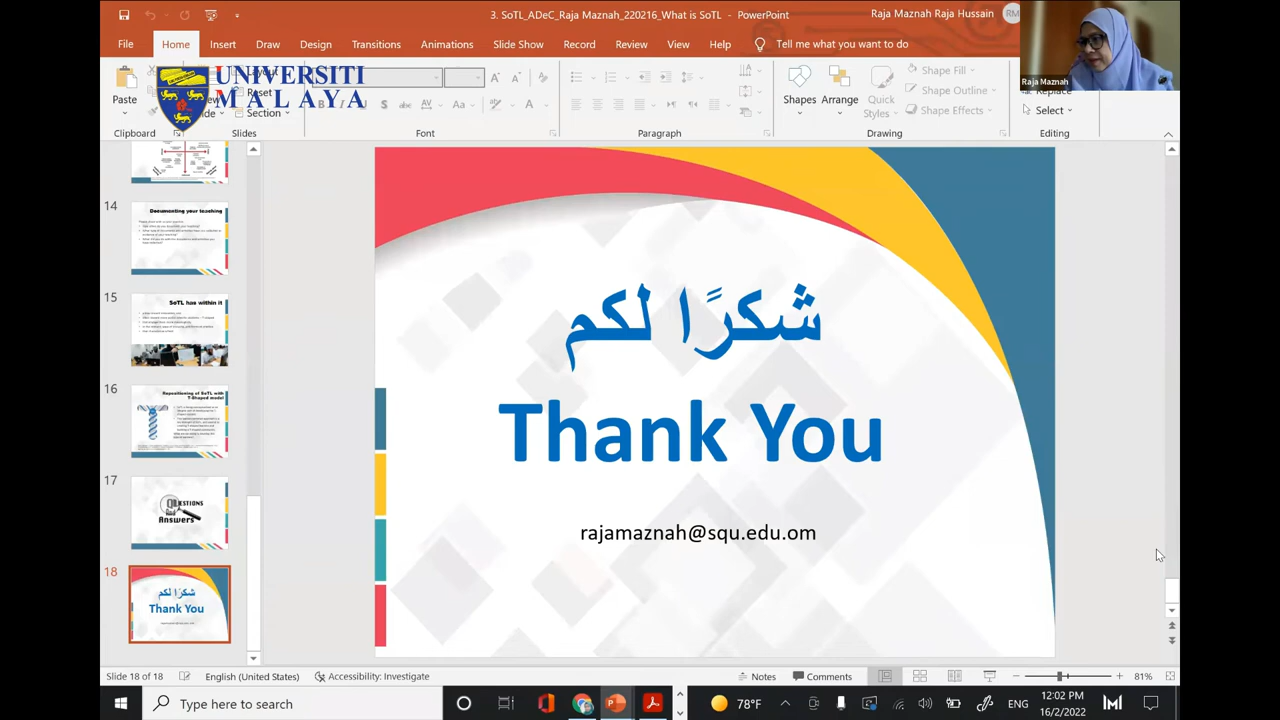 3. SoTL_ADeC_Raja Maznah_220216_What is SoTL - PowerPoint
Raja Maznah Raja Hussain
RM
File Home Insert Draw Design Transitions Animations Slide Show Record Review View Help Tell me what you want to do
Raja Maznah
UNIVERSITI
MALAYA
Paste
Layout
Reset
Section
Shapes Arrange Quick Styles
Shape Fill
Shape Outline
Shape Effects
Replace
Select
Clipboard Slides Font Paragraph Drawing Editing
14
Documenting your teaching
15
SoTL has within it
16
Repositioning of SoTL with
T-Shaped model
17
QUESTIONS
And
Answers
18
شكرًا لكم
Thank You
شكرًا لكم
Thank You
rajamaznah@squ.edu.om
Slide 18 of 18 English (United States) Accessibility: Investigate Notes Comments 81%
Type here to search
78°F
ENG
12:02 PM
16/2/2022